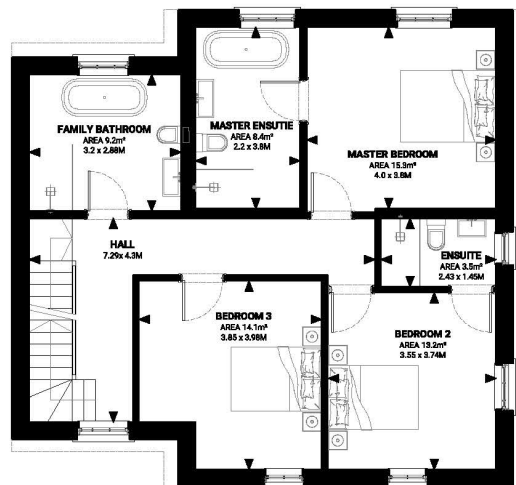 FAMILY BATHROOM
AREA 9.2m²
3.2 x 2.88M
MASTER ENSUTIE
AREA 8.4m²
2.2 x 3.8M
MASTER BEDROOM
AREA 15.3m²
4.0 x 3.8M
HALL
7.29x 4.3M
ENSUITE
AREA 3.5m²
2.43 x 1.45M
BEDROOM 3
AREA 14.1m²
3.85 x 3.98M
BEDROOM 2
AREA 13.2m²
3.55 x 3.74M